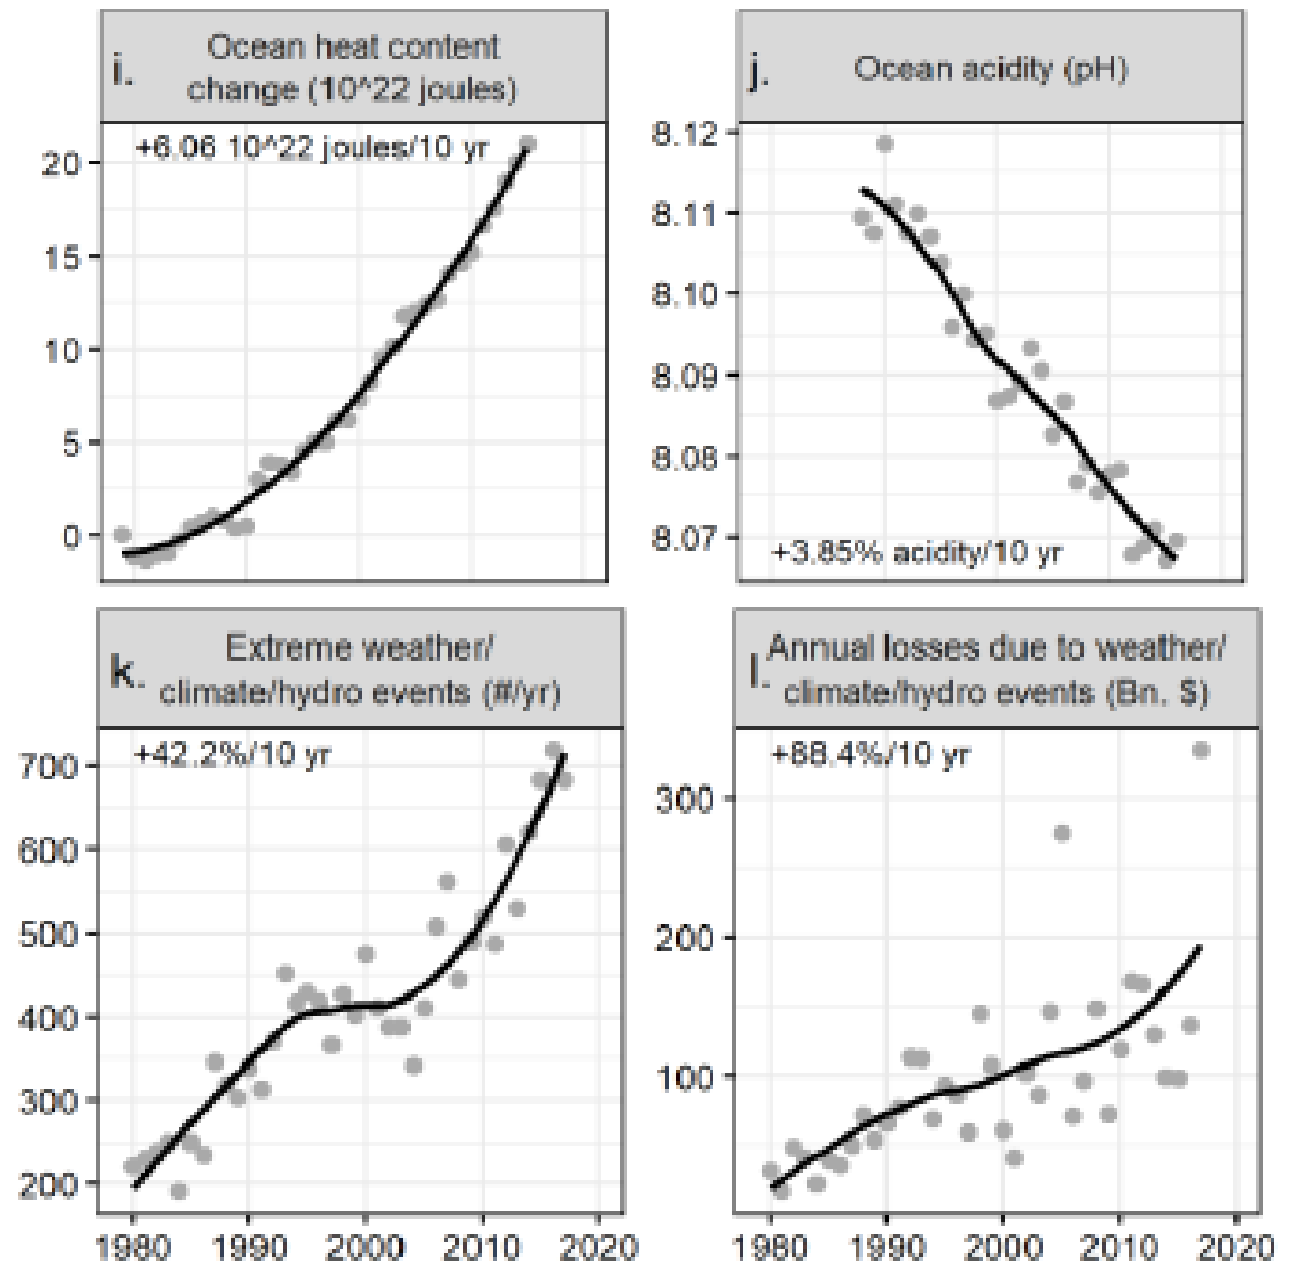 i. Ocean heat content
change (10^22 joules)
+6.06 10^22 joules/10 yr
20
15
10
5
0
j. Ocean acidity (pH)
8.12
8.11
8.10
8.09
8.08
8.07
+3.85% acidity/10 yr
k. Extreme weather/
climate/hydro events (#/yr)
+42.2%/10 yr
700
600
500
400
300
200
1980 1990 2000 2010 2020
l. Annual losses due to weather/
climate/hydro events (Bn. $)
+88.4%/10 yr
300
200
100
1980 1990 2000 2010 2020